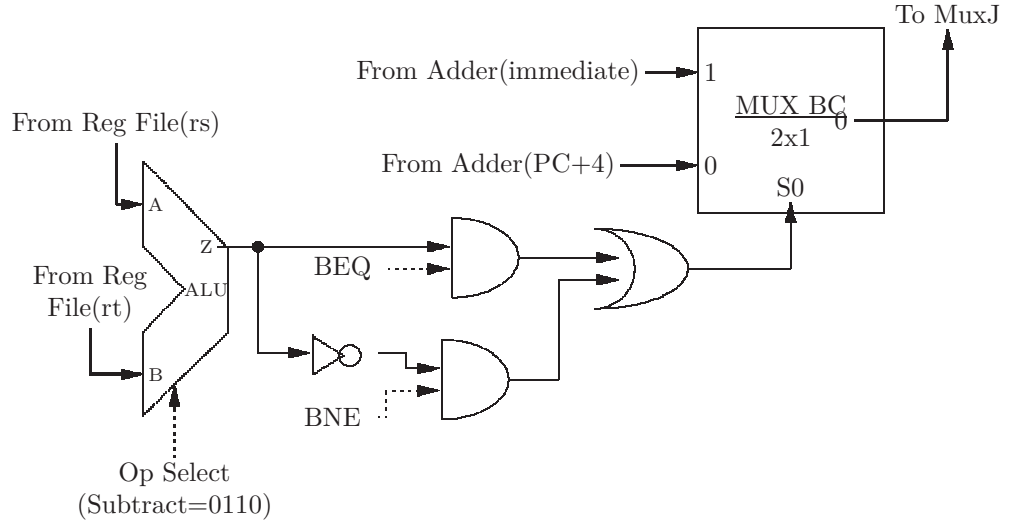 To MuxJ
From Adder(immediate)
1
MUX BC
0
2x1
From Reg File(rs)
From Adder(PC+4)
0
S0
A
Z
BEQ
From Reg
File(rt)
ALU
B
BNE
Op Select
(Subtract=0110)